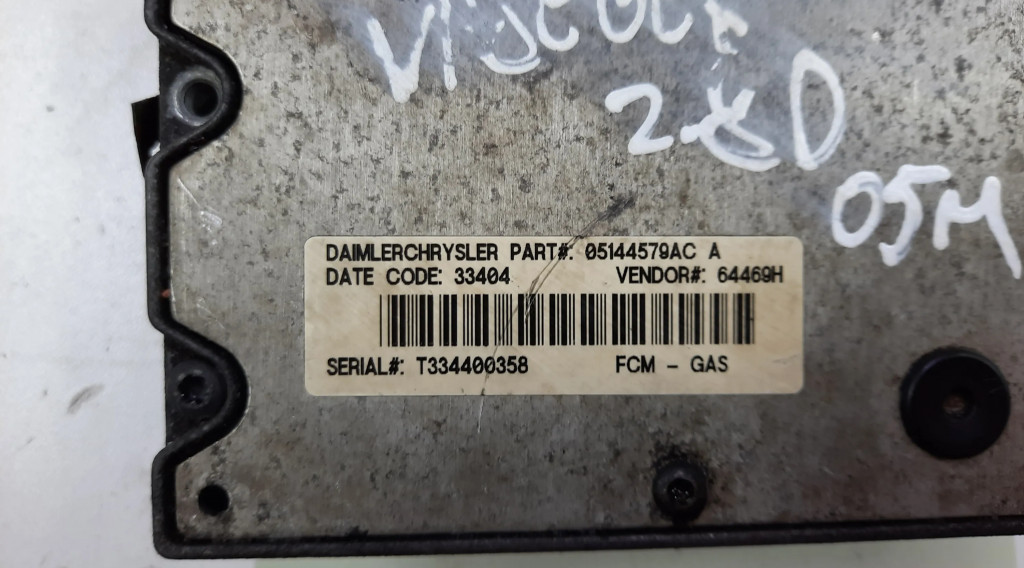 2.8D
05M
DAIMLERCHRYSLER PART#: 05144579AC A
DATE CODE: 33404 VENDOR#: 64469H
SERIAL#: T334400358 FCM - GAS